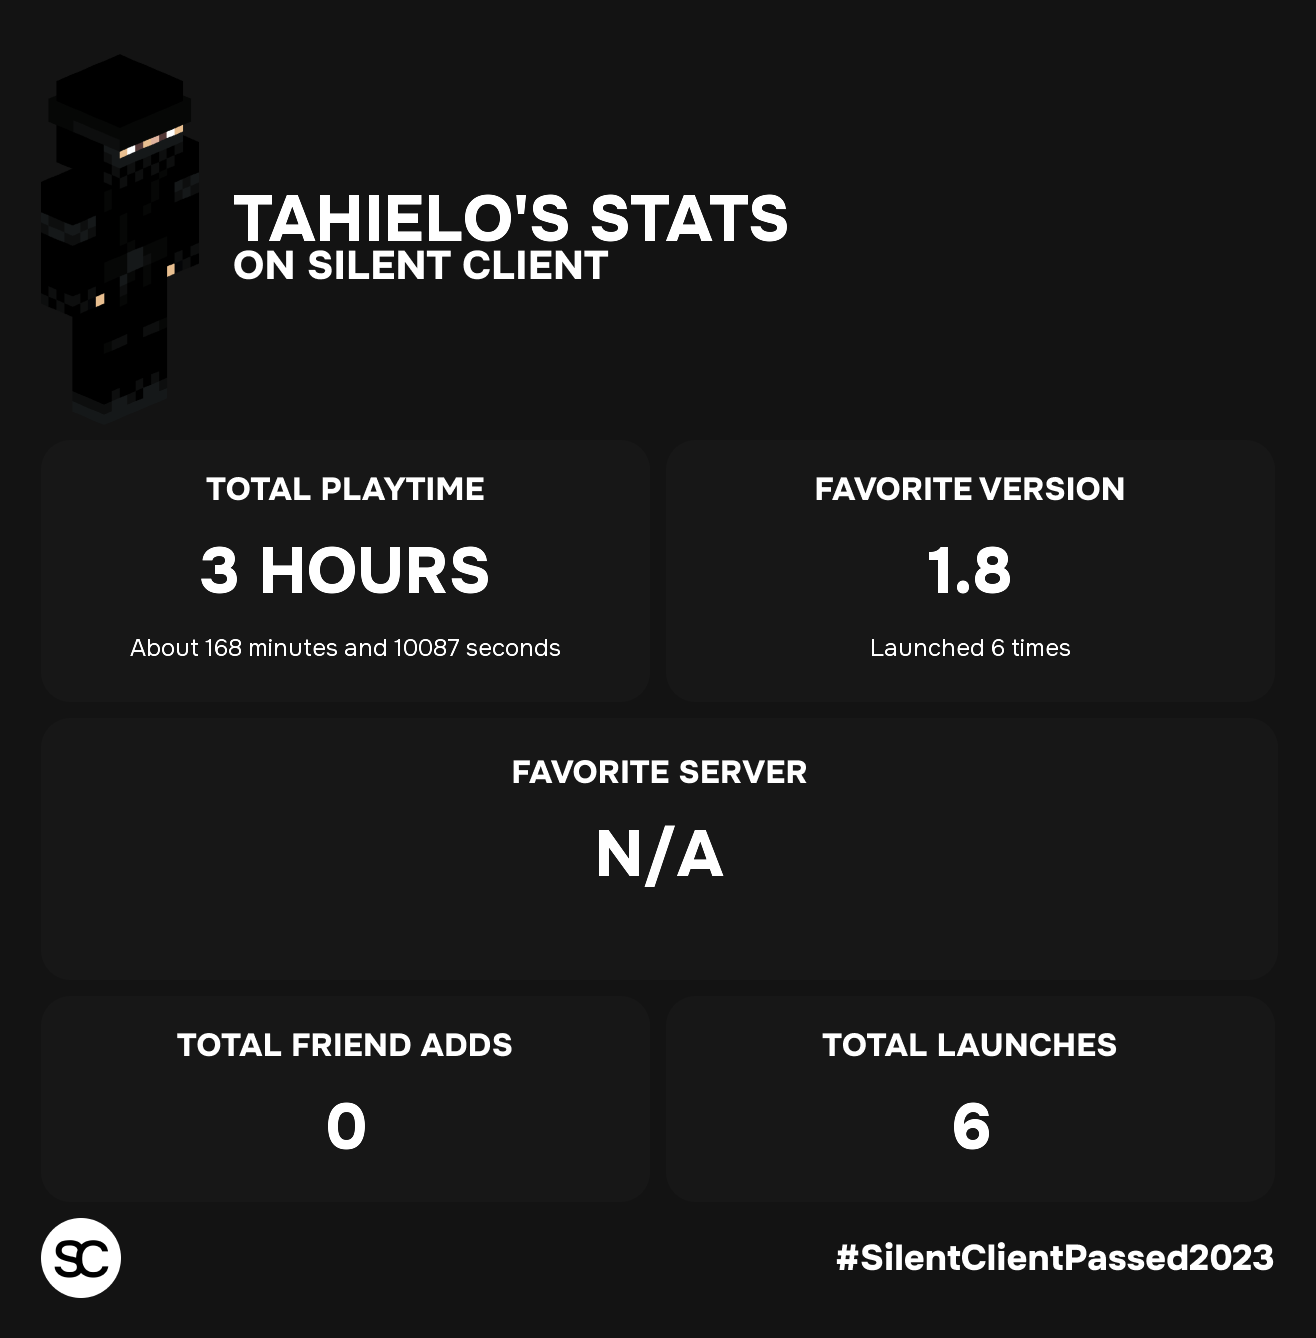 TAHIELO'S STATS
ON SILENT CLIENT
TOTAL PLAYTIME
3 HOURS
About 168 minutes and 10087 seconds
FAVORITE VERSION
1.8
Launched 6 times
FAVORITE SERVER
N/A
TOTAL FRIEND ADDS
0
TOTAL LAUNCHES
6
SC
#SilentClientPassed2023